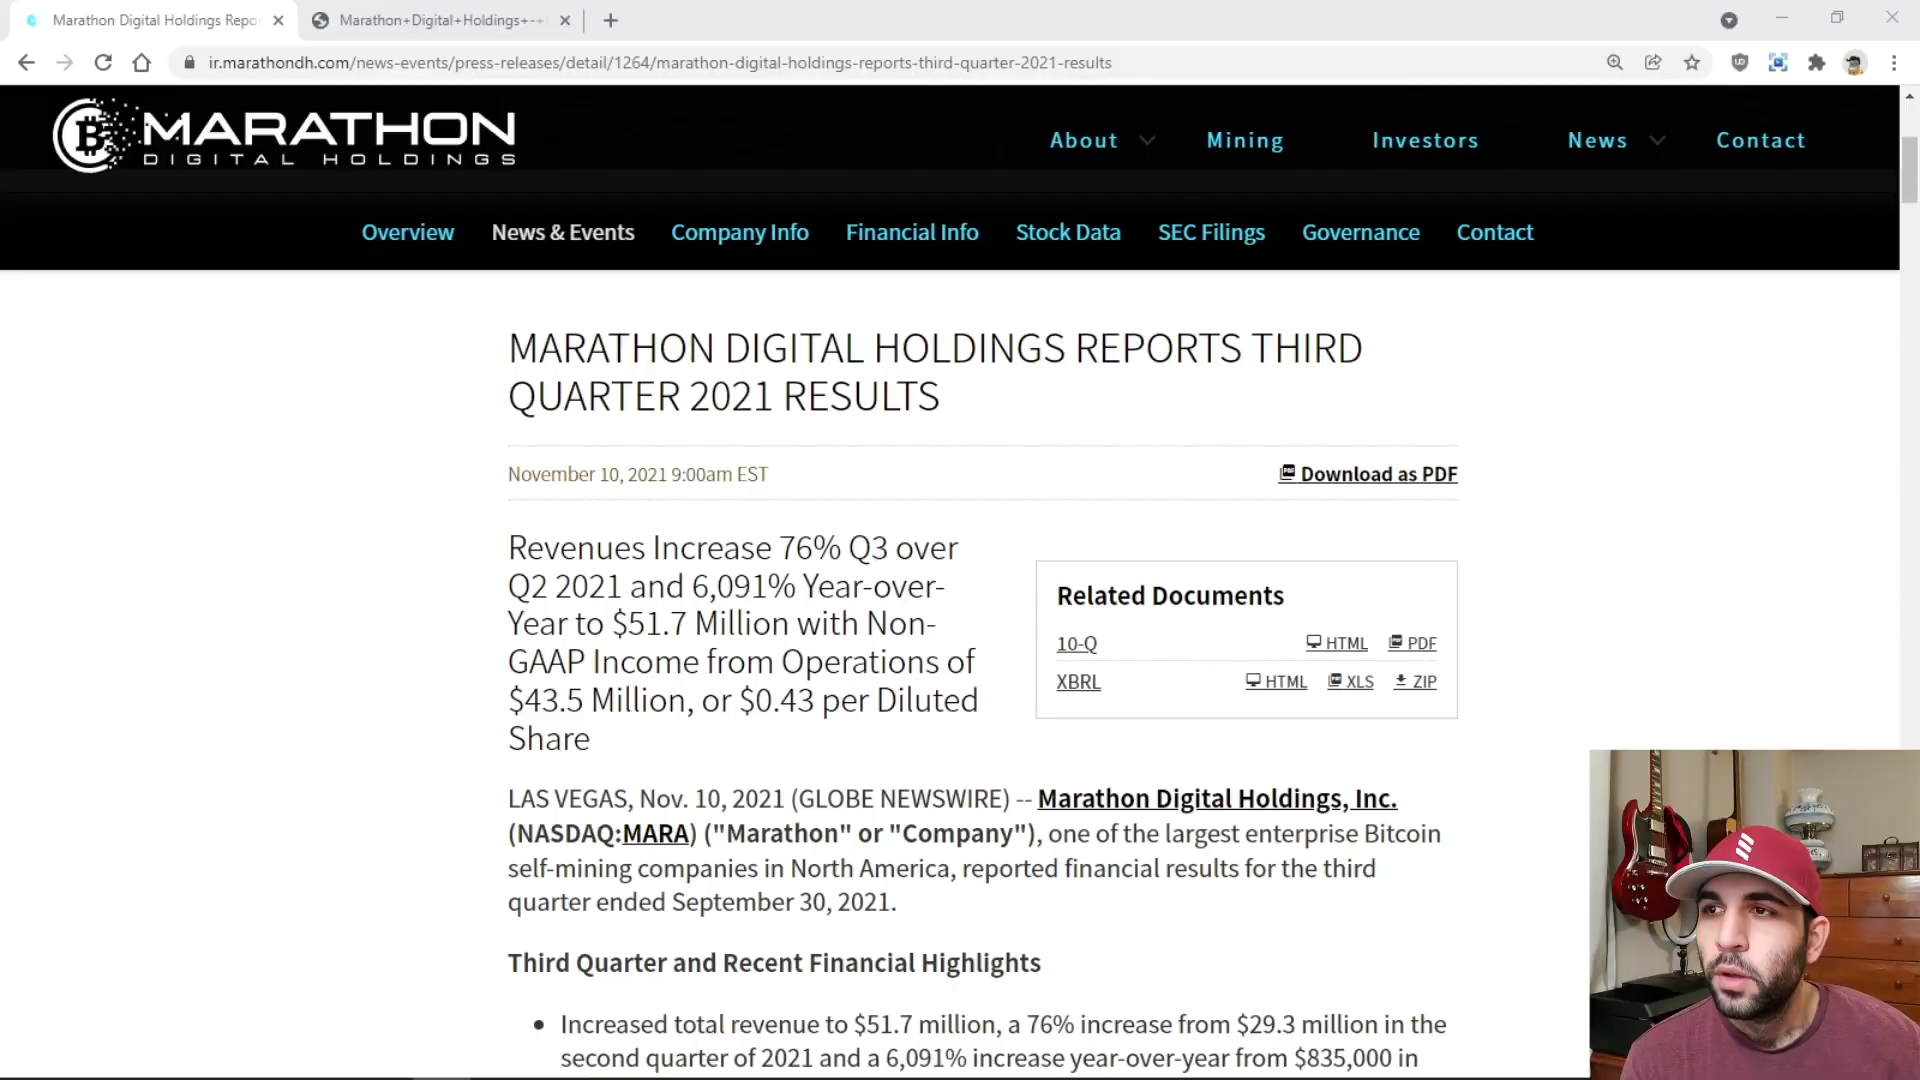 Marathon Digital Holdings Repo
Marathon+Digital+Holdings+-+
ir.marathondh.com/news-events/press-releases/detail/1264/marathon-digital-holdings-reports-third-quarter-2021-results
MARATHON
DIGITAL HOLDINGS
About Mining Investors News Contact
Overview News & Events Company Info Financial Info Stock Data SEC Filings Governance Contact
MARATHON DIGITAL HOLDINGS REPORTS THIRD
QUARTER 2021 RESULTS
November 10, 2021 9:00am EST
Download as PDF
Revenues Increase 76% Q3 over
Q2 2021 and 6,091% Year-over-
Year to $51.7 Million with Non-
GAAP Income from Operations of
$43.5 Million, or $0.43 per Diluted
Share
Related Documents
10-Q HTML PDF
XBRL HTML XLS ZIP
LAS VEGAS, Nov. 10, 2021 (GLOBE NEWSWIRE) -- Marathon Digital Holdings, Inc.
(NASDAQ:MARA) ("Marathon" or "Company"), one of the largest enterprise Bitcoin
self-mining companies in North America, reported financial results for the third
quarter ended September 30, 2021.
Third Quarter and Recent Financial Highlights
• Increased total revenue to $51.7 million, a 76% increase from $29.3 million in the
second quarter of 2021 and a 6,091% increase year-over-year from $835,000 in